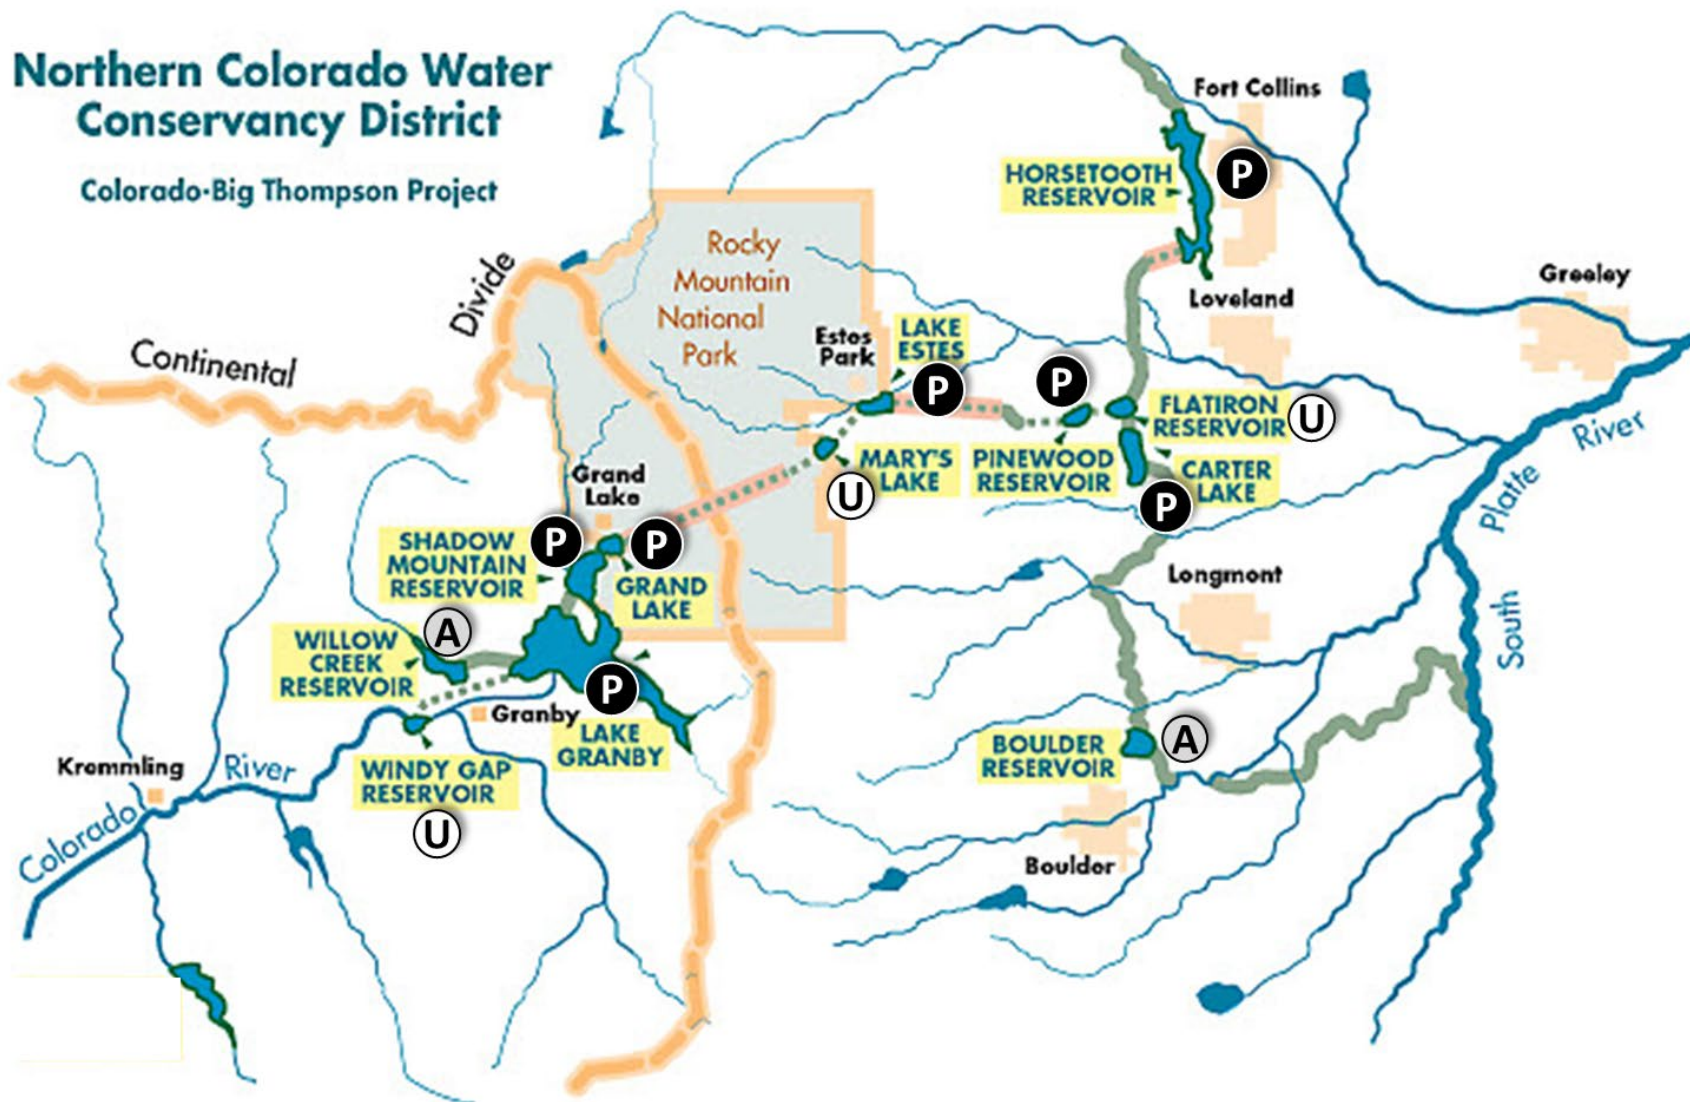 Northern Colorado Water
Conservancy District
Colorado-Big Thompson Project
Fort Collins
HORSETOOTH
RESERVOIR
P
Rocky
Mountain
National
Park
Divide
Continental
Greeley
Loveland
Estes
Park
LAKE
ESTES
P
P
FLATIRON
RESERVOIR
U
MARY'S
LAKE
U
PINEWOOD
RESERVOIR
CARTER
LAKE
P
River
Platte
South
Grand
Lake
P
P
SHADOW
MOUNTAIN
RESERVOIR
GRAND
LAKE
Longmont
A
WILLOW
CREEK
RESERVOIR
P
Granby
LAKE
GRANBY
BOULDER
RESERVOIR
A
Kremmling
River
Colorado
WINDY GAP
RESERVOIR
U
Boulder